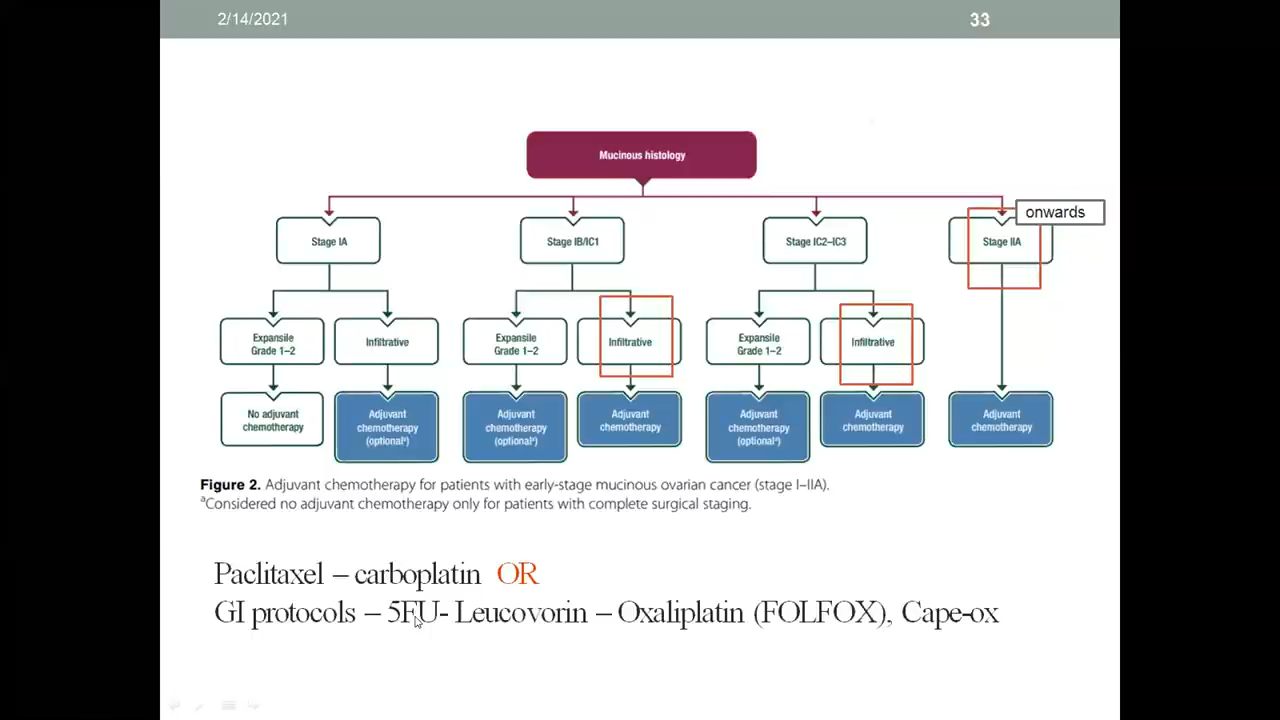 2/14/2021
33
Mucinous histology
onwards
Stage IA
Stage IB/IC1
Stage IC2–IC3
Stage IIA
Expansile
Grade 1–2
Infiltrative
Expansile
Grade 1–2
Infiltrative
Expansile
Grade 1–2
Infiltrative
No adjuvant
chemotherapy
Adjuvant
chemotherapy
(optionalª)
Adjuvant
chemotherapy
(optionalª)
Adjuvant
chemotherapy
Adjuvant
chemotherapy
(optionalª)
Adjuvant
chemotherapy
Adjuvant
chemotherapy
Figure 2. Adjuvant chemotherapy for patients with early-stage mucinous ovarian cancer (stage I–IIA).
ªConsidered no adjuvant chemotherapy only for patients with complete surgical staging.
Paclitaxel – carboplatin OR
GI protocols – 5FU- Leucovorin – Oxaliplatin (FOLFOX), Cape-ox